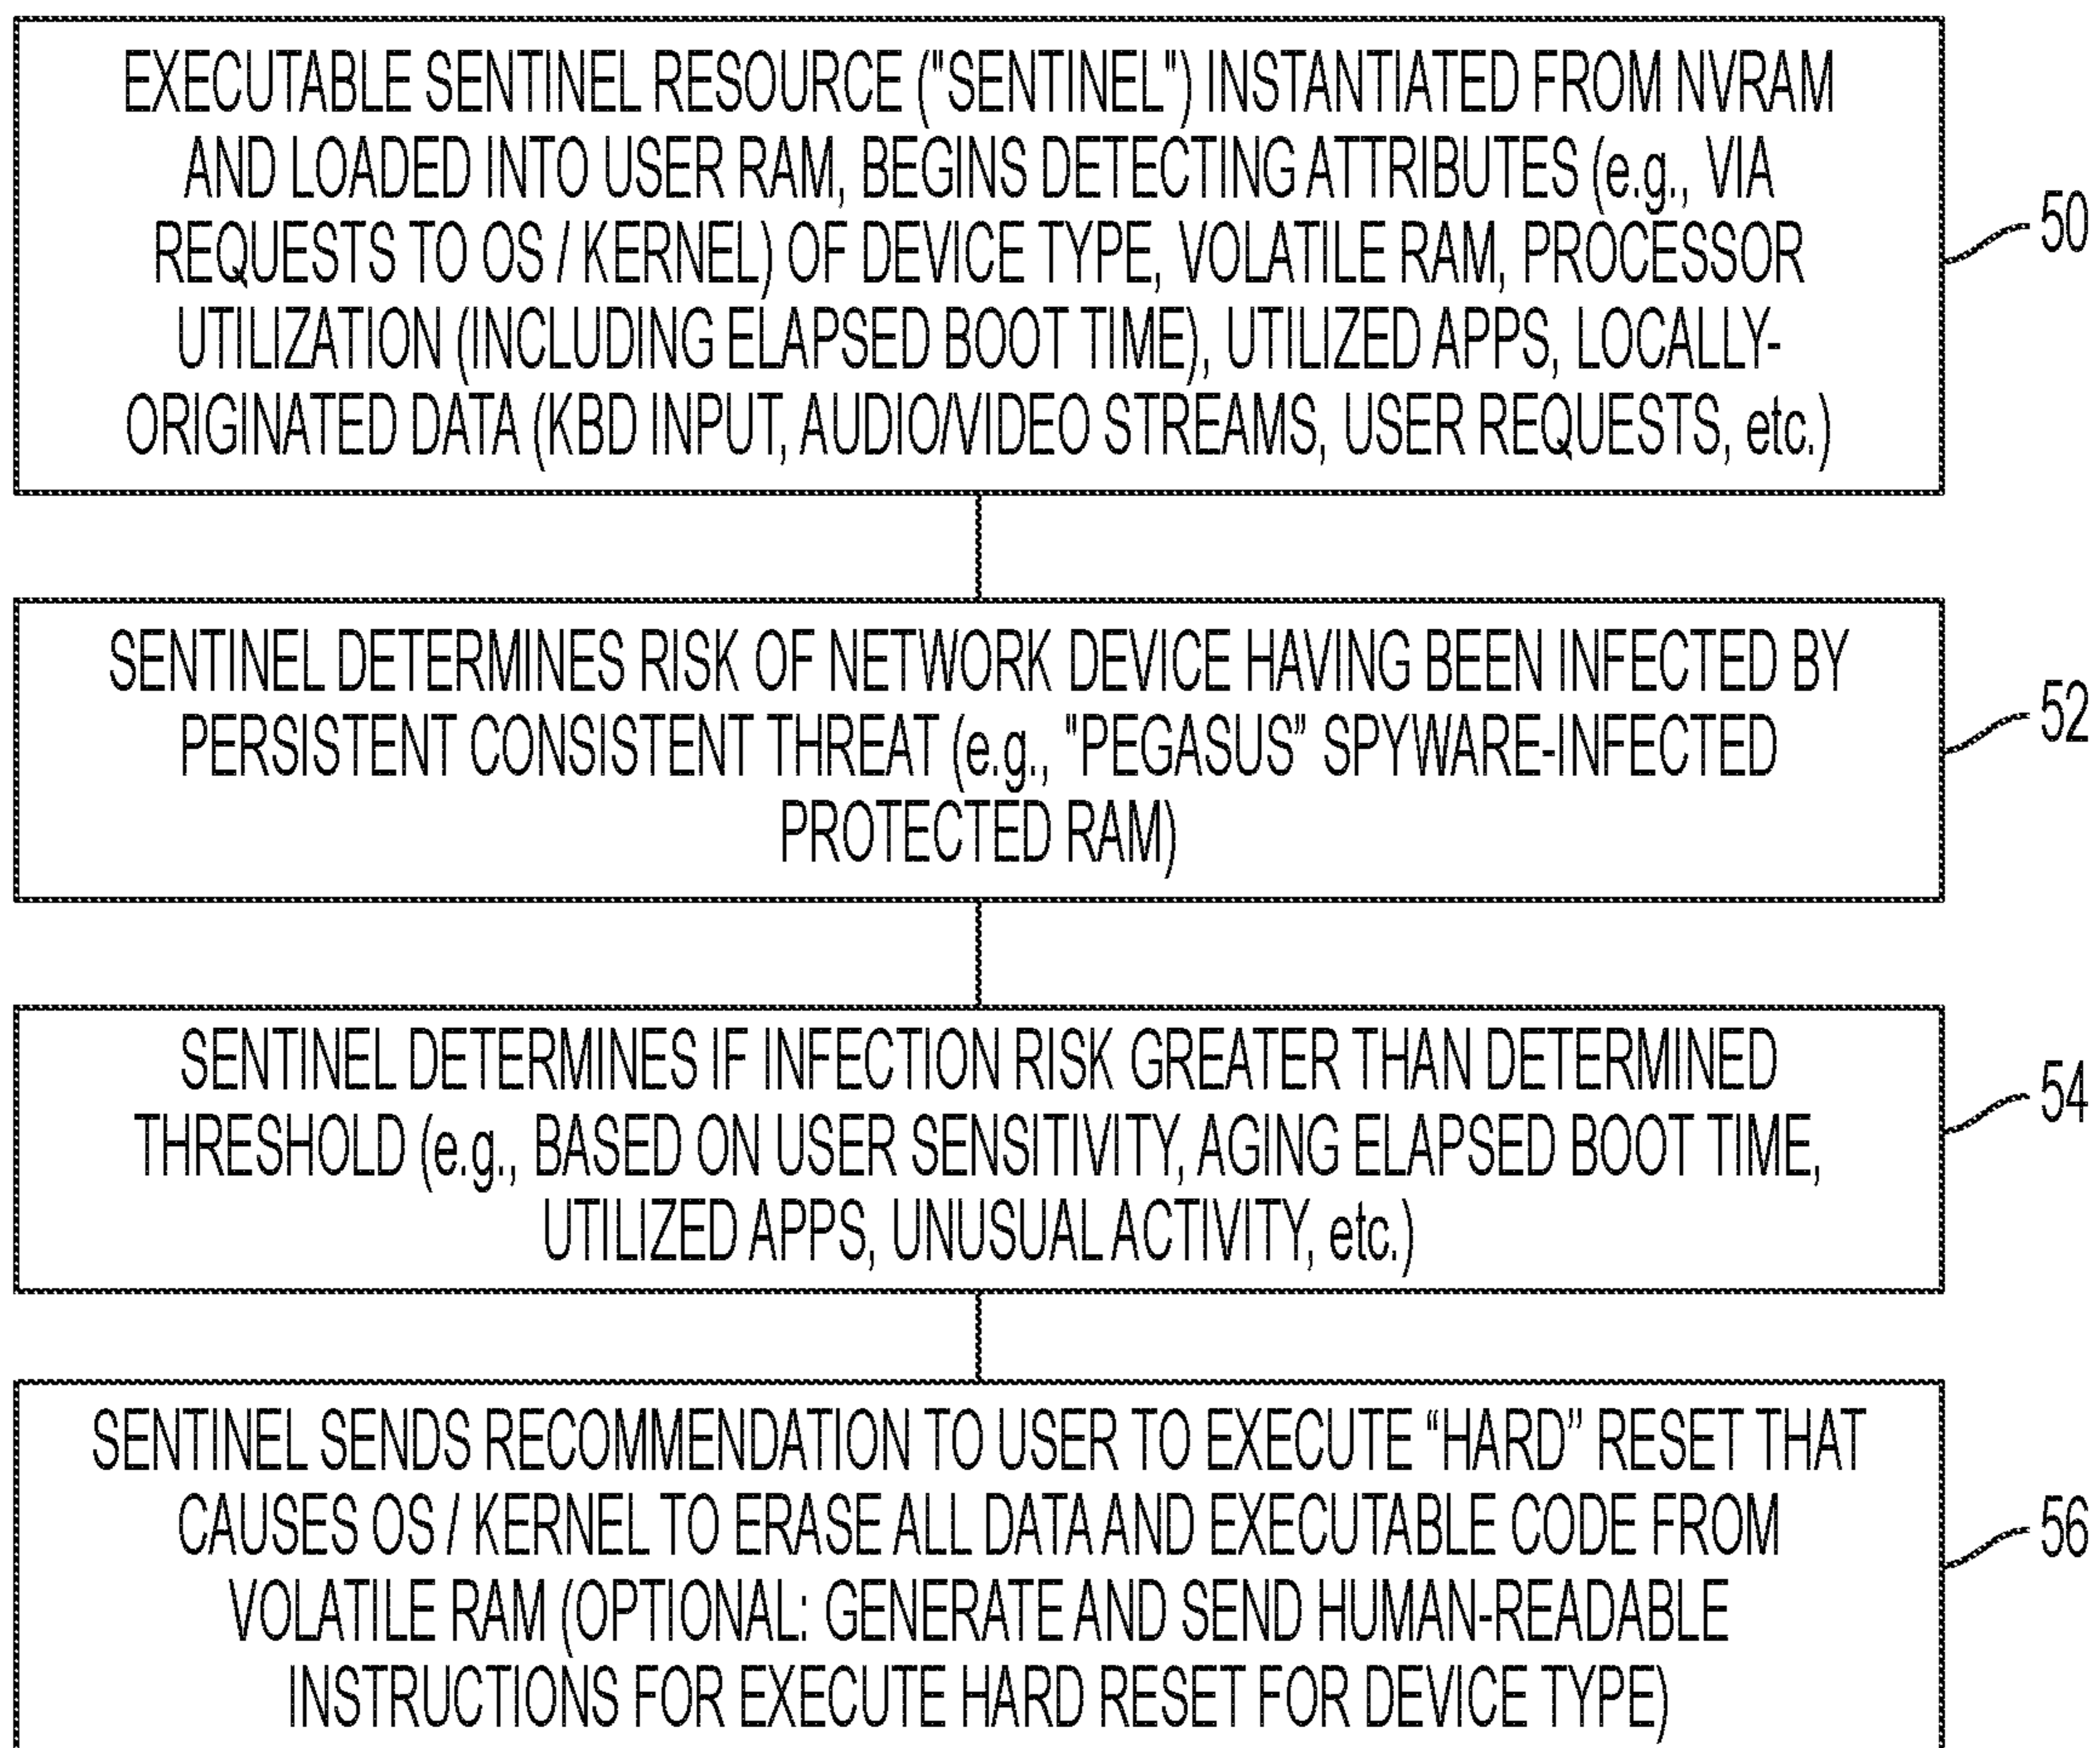 EXECUTABLE SENTINEL RESOURCE ("SENTINEL") INSTANTIATED FROM NVRAM
AND LOADED INTO USER RAM, BEGINS DETECTING ATTRIBUTES (e.g., VIA
REQUESTS TO OS / KERNEL) OF DEVICE TYPE, VOLATILE RAM, PROCESSOR
UTILIZATION (INCLUDING ELAPSED BOOT TIME), UTILIZED APPS, LOCALLY-
ORIGINATED DATA (KBD INPUT, AUDIO/VIDEO STREAMS, USER REQUESTS, etc.)
50
SENTINEL DETERMINES RISK OF NETWORK DEVICE HAVING BEEN INFECTED BY
PERSISTENT CONSISTENT THREAT (e.g., "PEGASUS” SPYWARE-INFECTED
PROTECTED RAM)
52
SENTINEL DETERMINES IF INFECTION RISK GREATER THAN DETERMINED
THRESHOLD (e.g., BASED ON USER SENSITIVITY, AGING ELAPSED BOOT TIME,
UTILIZED APPS, UNUSUAL ACTIVITY, etc.)
54
SENTINEL SENDS RECOMMENDATION TO USER TO EXECUTE “HARD” RESET THAT
CAUSES OS / KERNEL TO ERASE ALL DATA AND EXECUTABLE CODE FROM
VOLATILE RAM (OPTIONAL: GENERATE AND SEND HUMAN-READABLE
INSTRUCTIONS FOR EXECUTE HARD RESET FOR DEVICE TYPE)
56